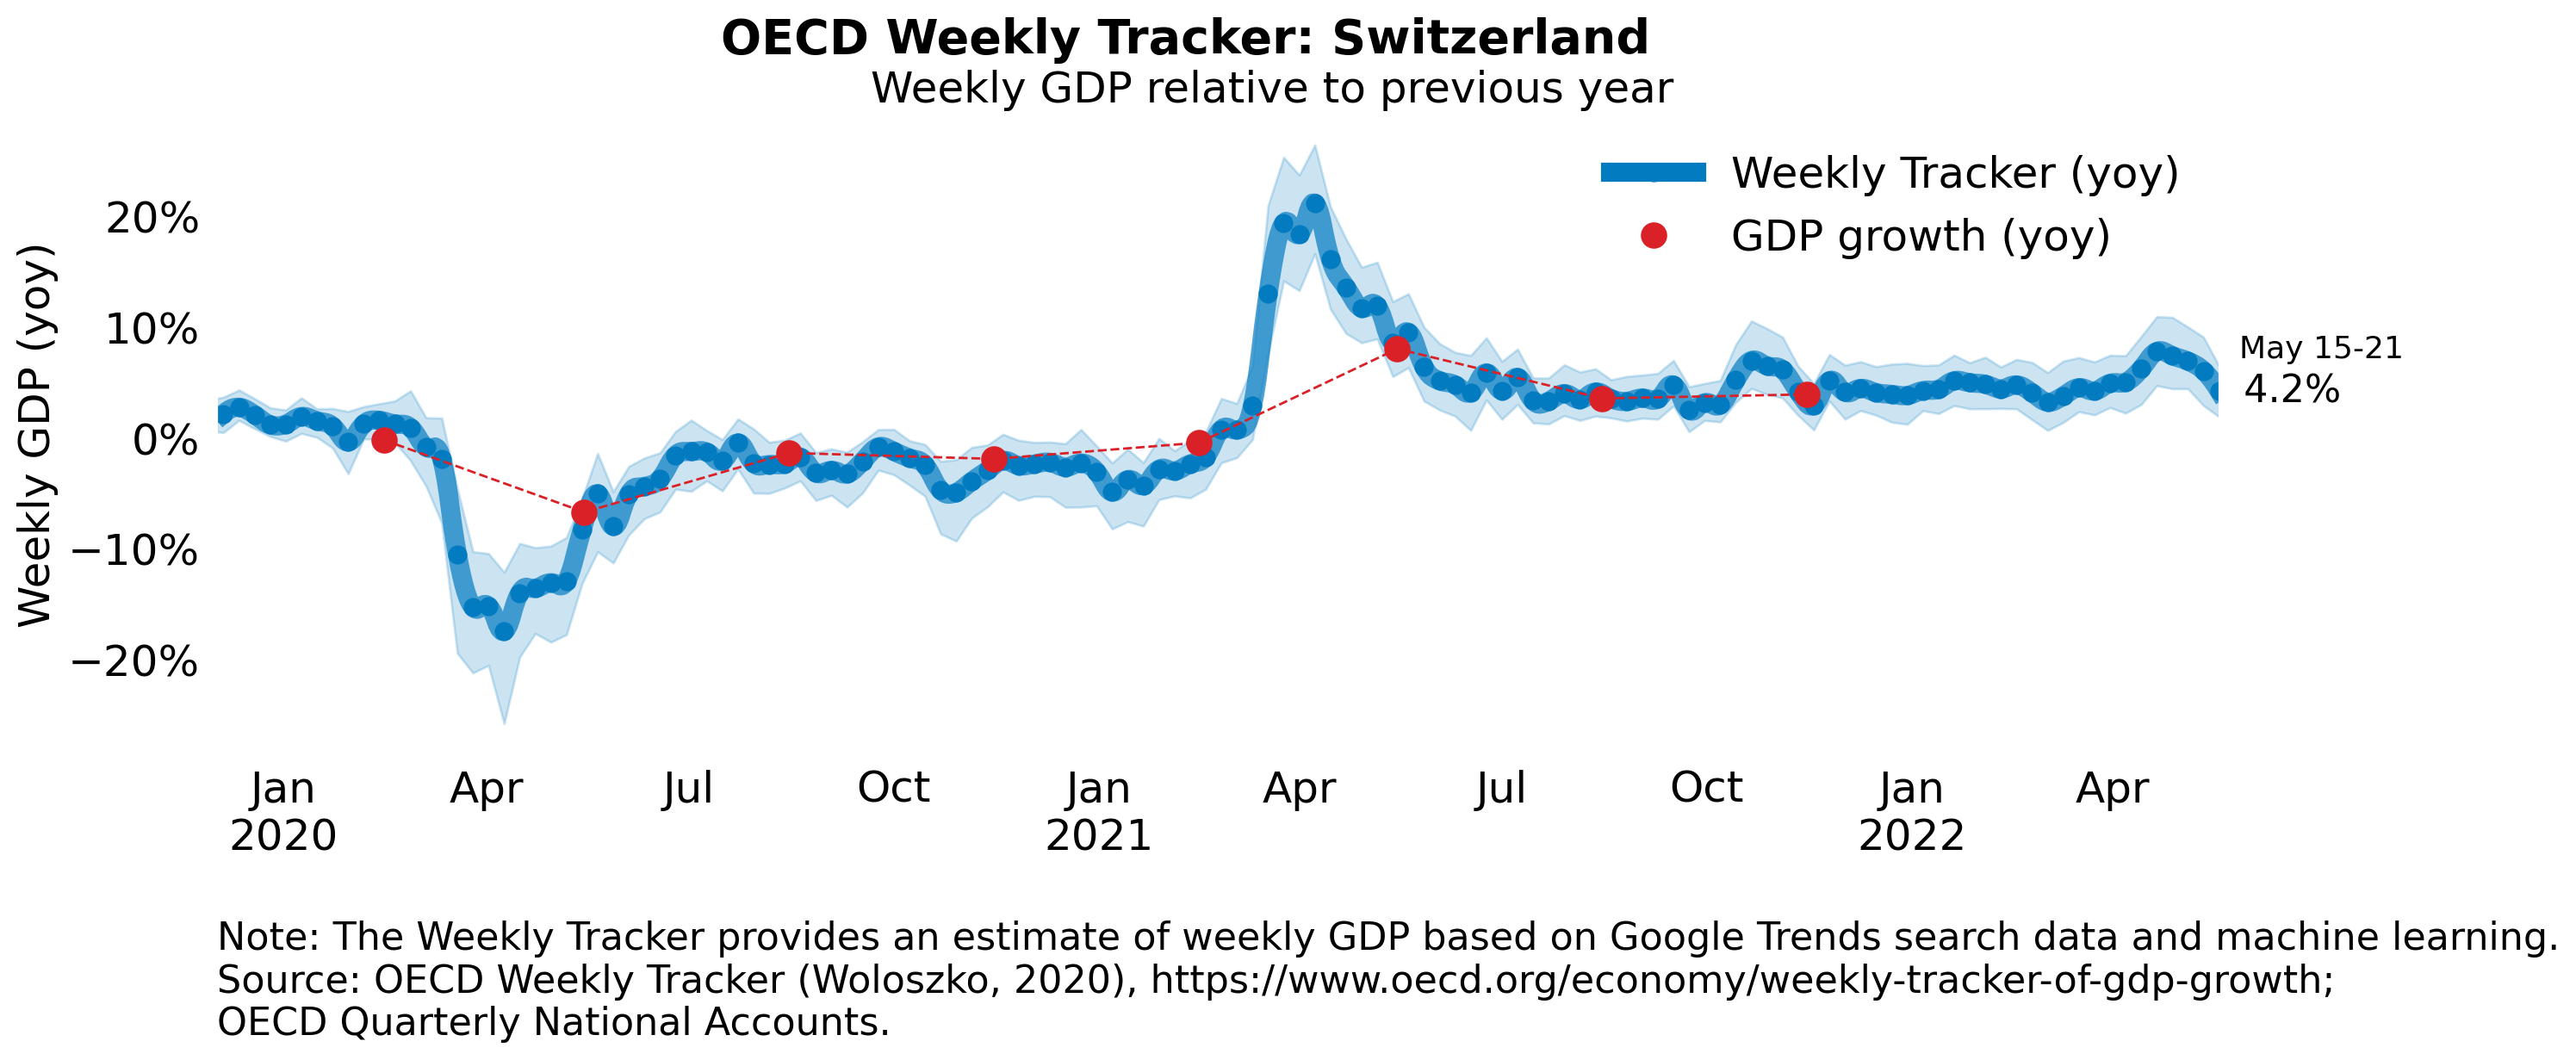 OECD Weekly Tracker: Switzerland
Weekly GDP relative to previous year
Weekly Tracker (yoy)
GDP growth (yoy)
Weekly GDP (yoy)
20%
10%
0%
−10%
−20%
May 15-21
4.2%
Jan Apr Jul Oct Jan Apr Jul Oct Jan Apr
2020 2021 2022
Note: The Weekly Tracker provides an estimate of weekly GDP based on Google Trends search data and machine learning.
Source: OECD Weekly Tracker (Woloszko, 2020), https://www.oecd.org/economy/weekly-tracker-of-gdp-growth;
OECD Quarterly National Accounts.